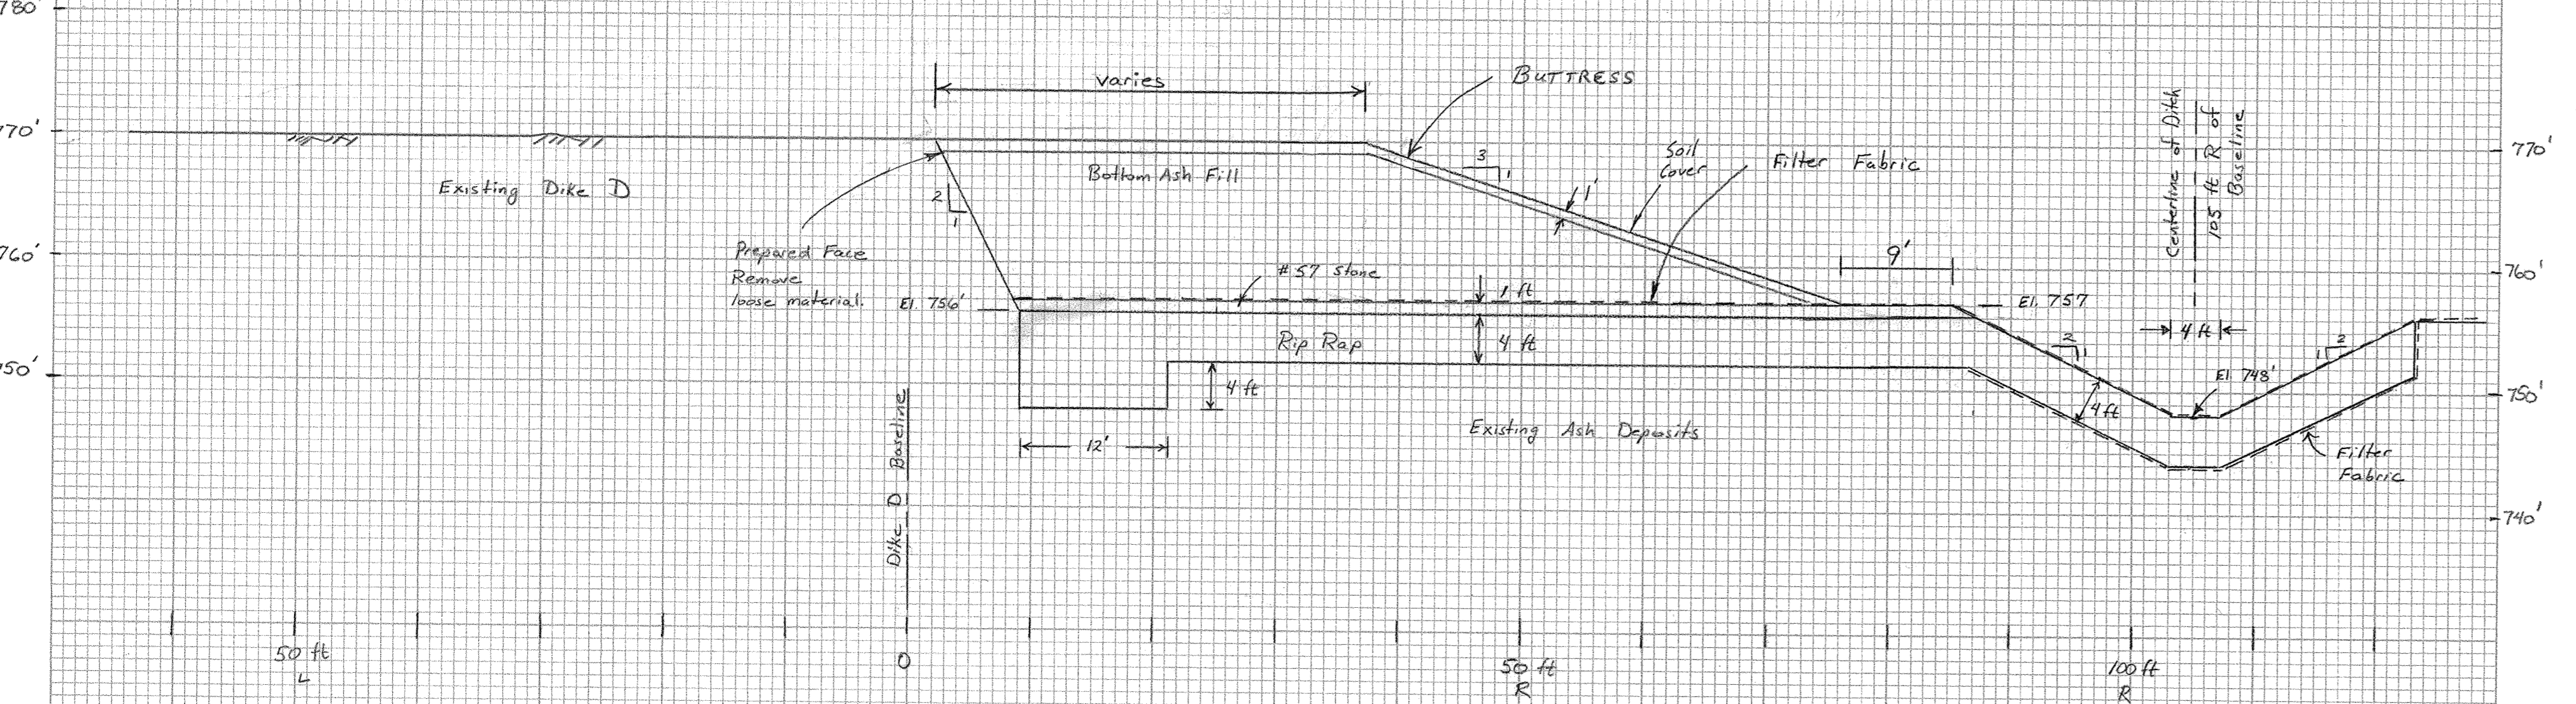 780'
varies
BUTTRESS
770'
770'
Existing Dike D
Bottom Ash Fill
3
1
1'
Soil
Cover
Filter Fabric
Centerline of Ditch
105 ft R of
Baseline
2
1
Prepared Face
Remove
loose material.
760'
760'
9'
#57 Stone
1 ft
El. 756'
El. 757
Rip Rap
4 ft
4 ft
2
1
2
1
El 748'
750'
750'
4 ft
4 ft
12'
Existing Ash Deposits
Filter
Fabric
Dike D Baseline
740'
50 ft
L
0
50 ft
R
100 ft
R